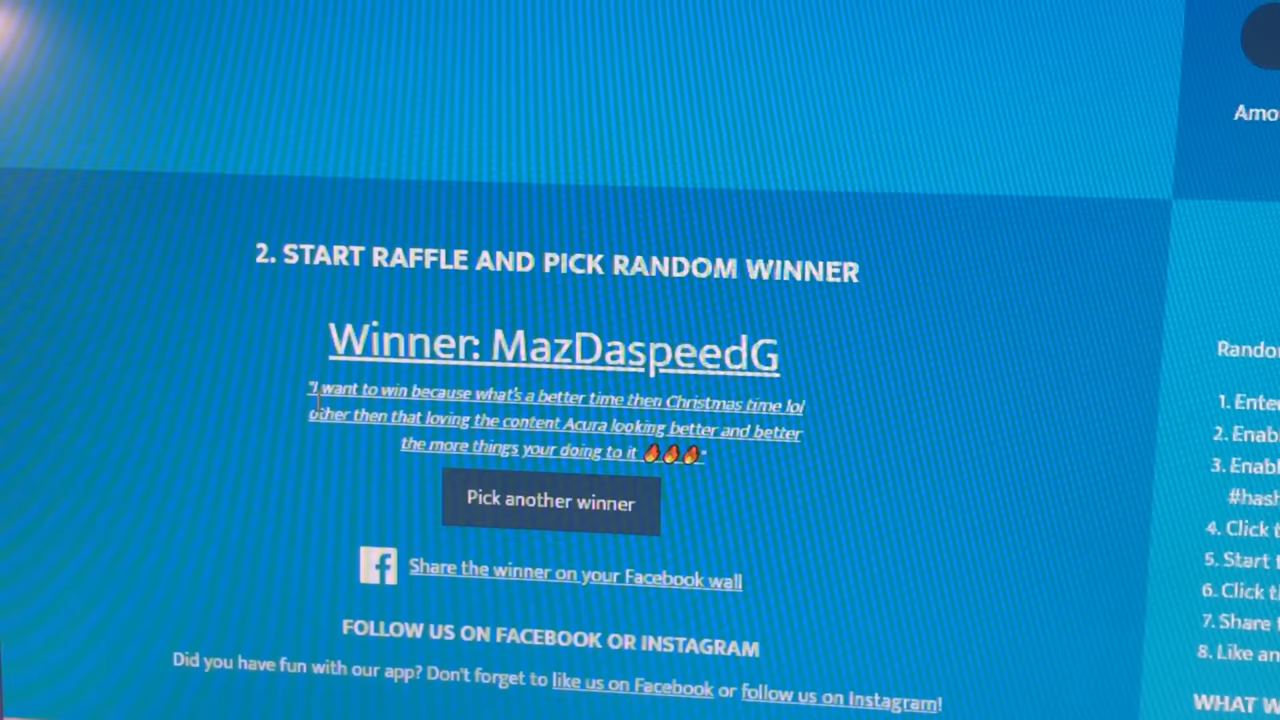 Amo
2. START RAFFLE AND PICK RANDOM WINNER
Winner: MazDaspeedG
"I want to win because what's a better time then Christmas time lol
other then that loving the content Acura looking better and better
the more things your doing to it 🔥🔥🔥"
Pick another winner
Share the winner on your Facebook wall
FOLLOW US ON FACEBOOK OR INSTAGRAM
Did you have fun with our app? Don't forget to like us on Facebook or follow us on Instagram!
Rando
1. Ente
2. Enab
3. Enabl
#hash
4. Click t
5. Start t
6. Click t
7. Share t
8. Like an
WHAT W